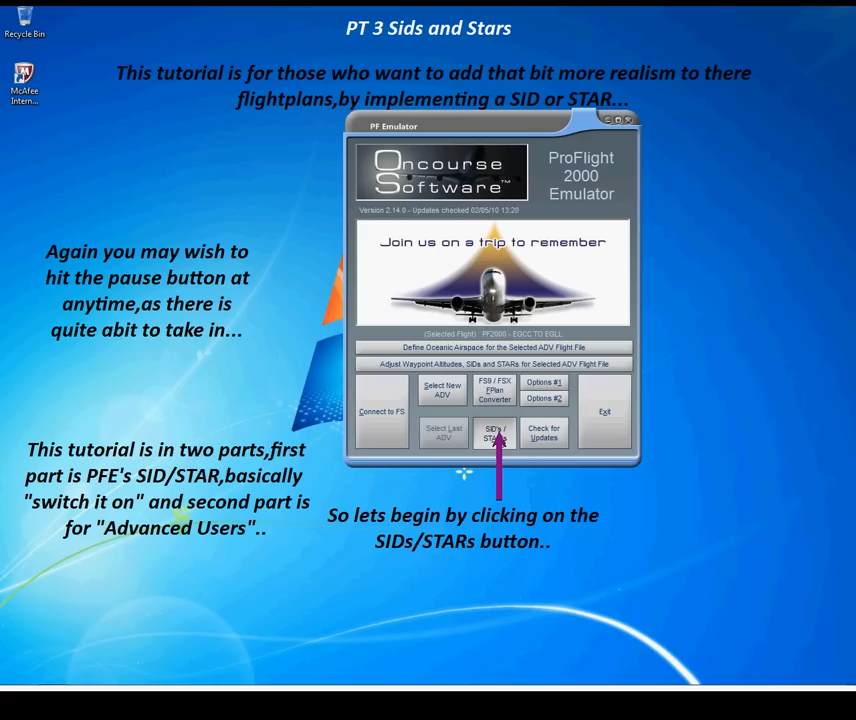 Recycle Bin
PT 3 Sids and Stars
McAfee
Intern...
This tutorial is for those who want to add that bit more realism to there
flightplans,by implementing a SID or STAR...
PF Emulator
Oncourse
Software™
ProFlight
2000
Emulator
Version 2.14.0 - Updates checked 02/05/10 13:20
Join us on a trip to remember
(Selected Flight) PF2000 - EGCC TO EGLL
Define Oceanic Airspace for the Selected ADV Flight File
Adjust Waypoint Altitudes, SIDs and STARs for Selected ADV Flight File
Connect to FS
Select New
ADV
FS9 / FSX
FPlan
Converter
Options #1
Options #2
Exit
Select Last
ADV
SID's /
STARs
Check for
Updates
Again you may wish to
hit the pause button at
anytime,as there is
quite abit to take in...
This tutorial is in two parts,first
part is PFE's SID/STAR,basically
"switch it on" and second part is
for "Advanced Users"..
So lets begin by clicking on the
SIDs/STARs button..